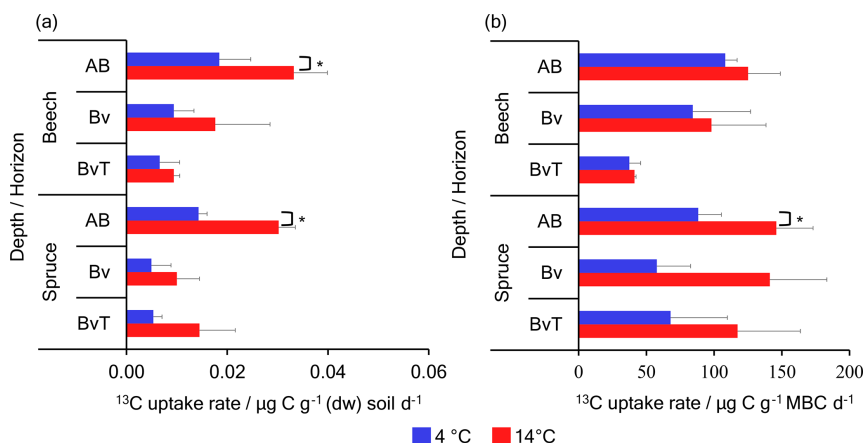 (a)
AB
*
Bv
BvT
Beech
AB
*
Bv
BvT
Spruce
Depth / Horizon
0.00 0.02 0.04 0.06
¹³C uptake rate / µg C g⁻¹ (dw) soil d⁻¹
(b)
AB
Bv
BvT
Beech
AB
*
Bv
BvT
Spruce
Depth / Horizon
0 50 100 150 200
¹³C uptake rate / µg C g⁻¹ MBC d⁻¹
4 °C 14°C